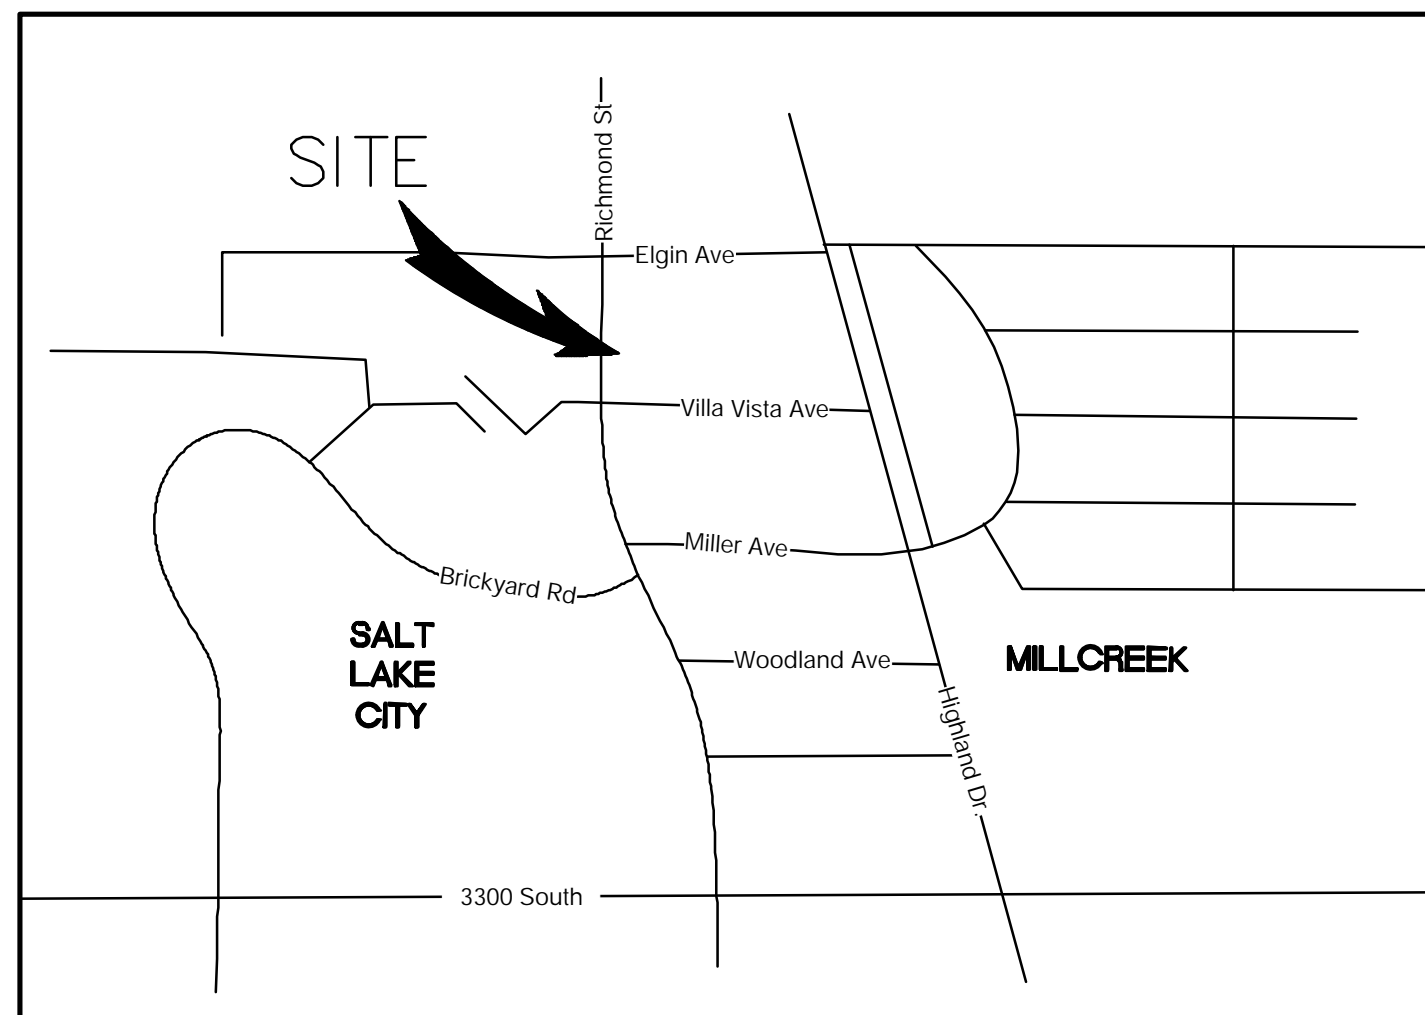 SITE
Richmond St
Elgin Ave
Villa Vista Ave
Miller Ave
Brickyard Rd
SALT
LAKE
CITY
Woodland Ave
MILLCREEK
Highland Dr.
3300 South